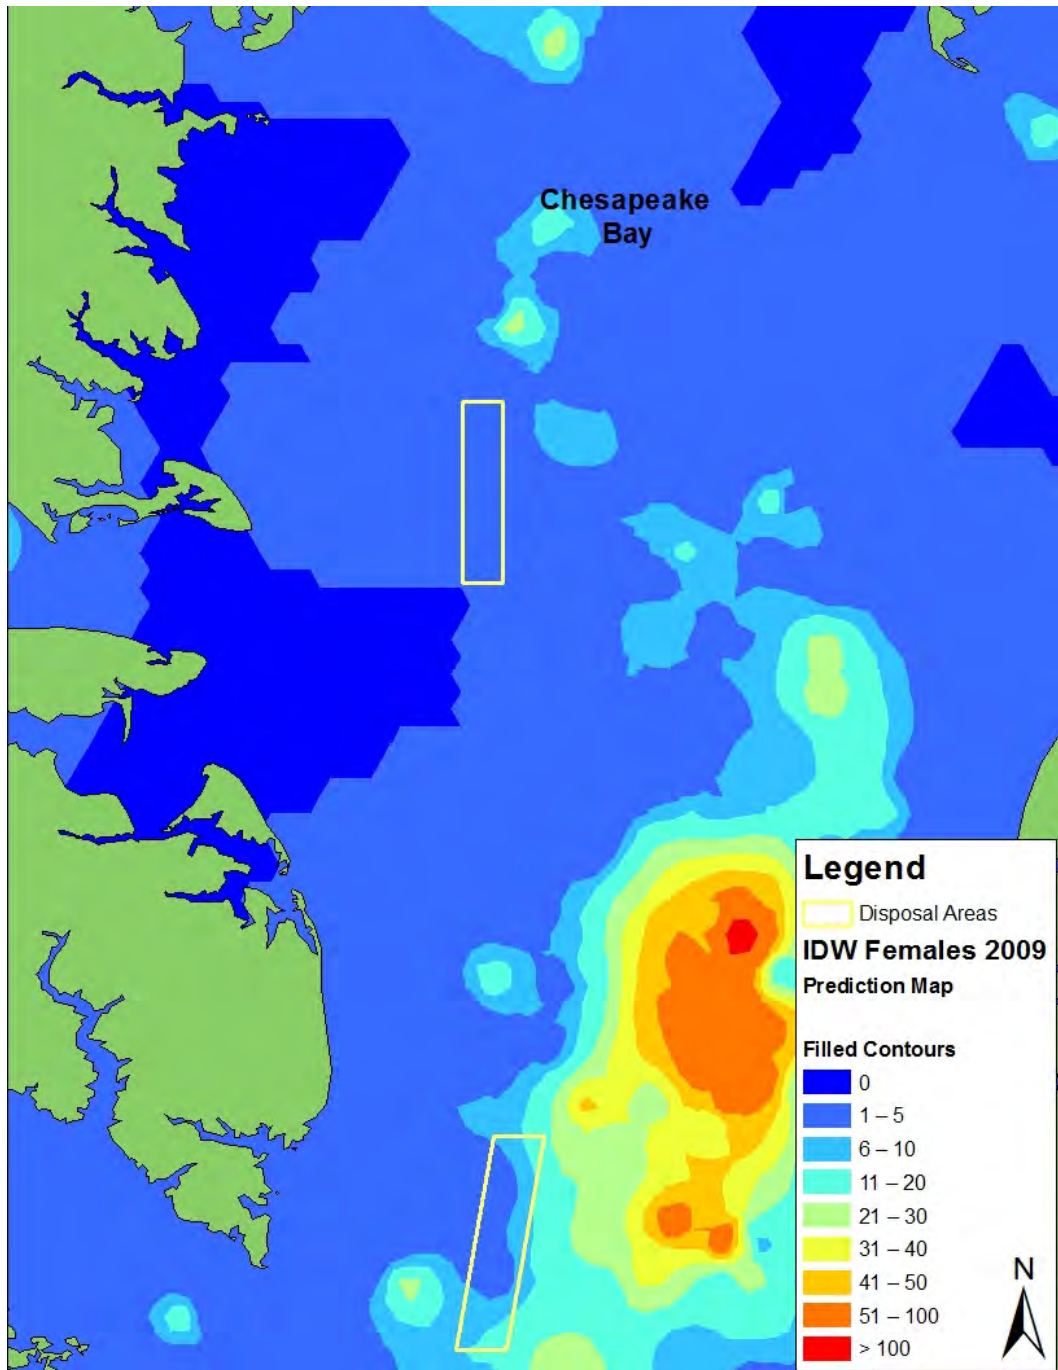 Chesapeake
Bay
Legend
Disposal Areas
IDW Females 2009
Prediction Map
Filled Contours
0
1 – 5
6 – 10
11 – 20
21 – 30
31 – 40
41 – 50
51 – 100
> 100
N